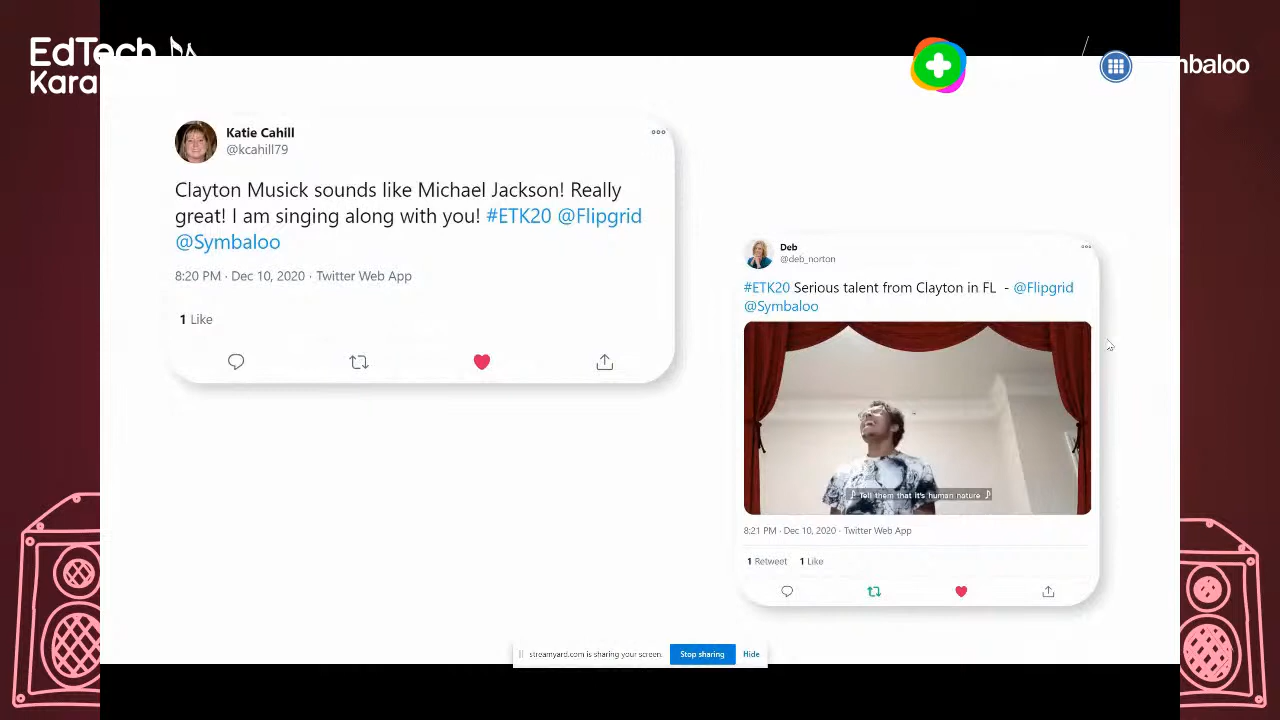 EdTech
Kara
nbaloo
Katie Cahill
@kcahill79
Clayton Musick sounds like Michael Jackson! Really
great! I am singing along with you! #ETK20 @Flipgrid
@Symbaloo
8:20 PM · Dec 10, 2020 · Twitter Web App
1 Like
Deb
@deb_norton
#ETK20 Serious talent from Clayton in FL - @Flipgrid
@Symbaloo
♪ Tell them that it's human nature ♪
8:21 PM · Dec 10, 2020 · Twitter Web App
1 Retweet 1 Like
streamyard.com is sharing your screen. Stop sharing Hide